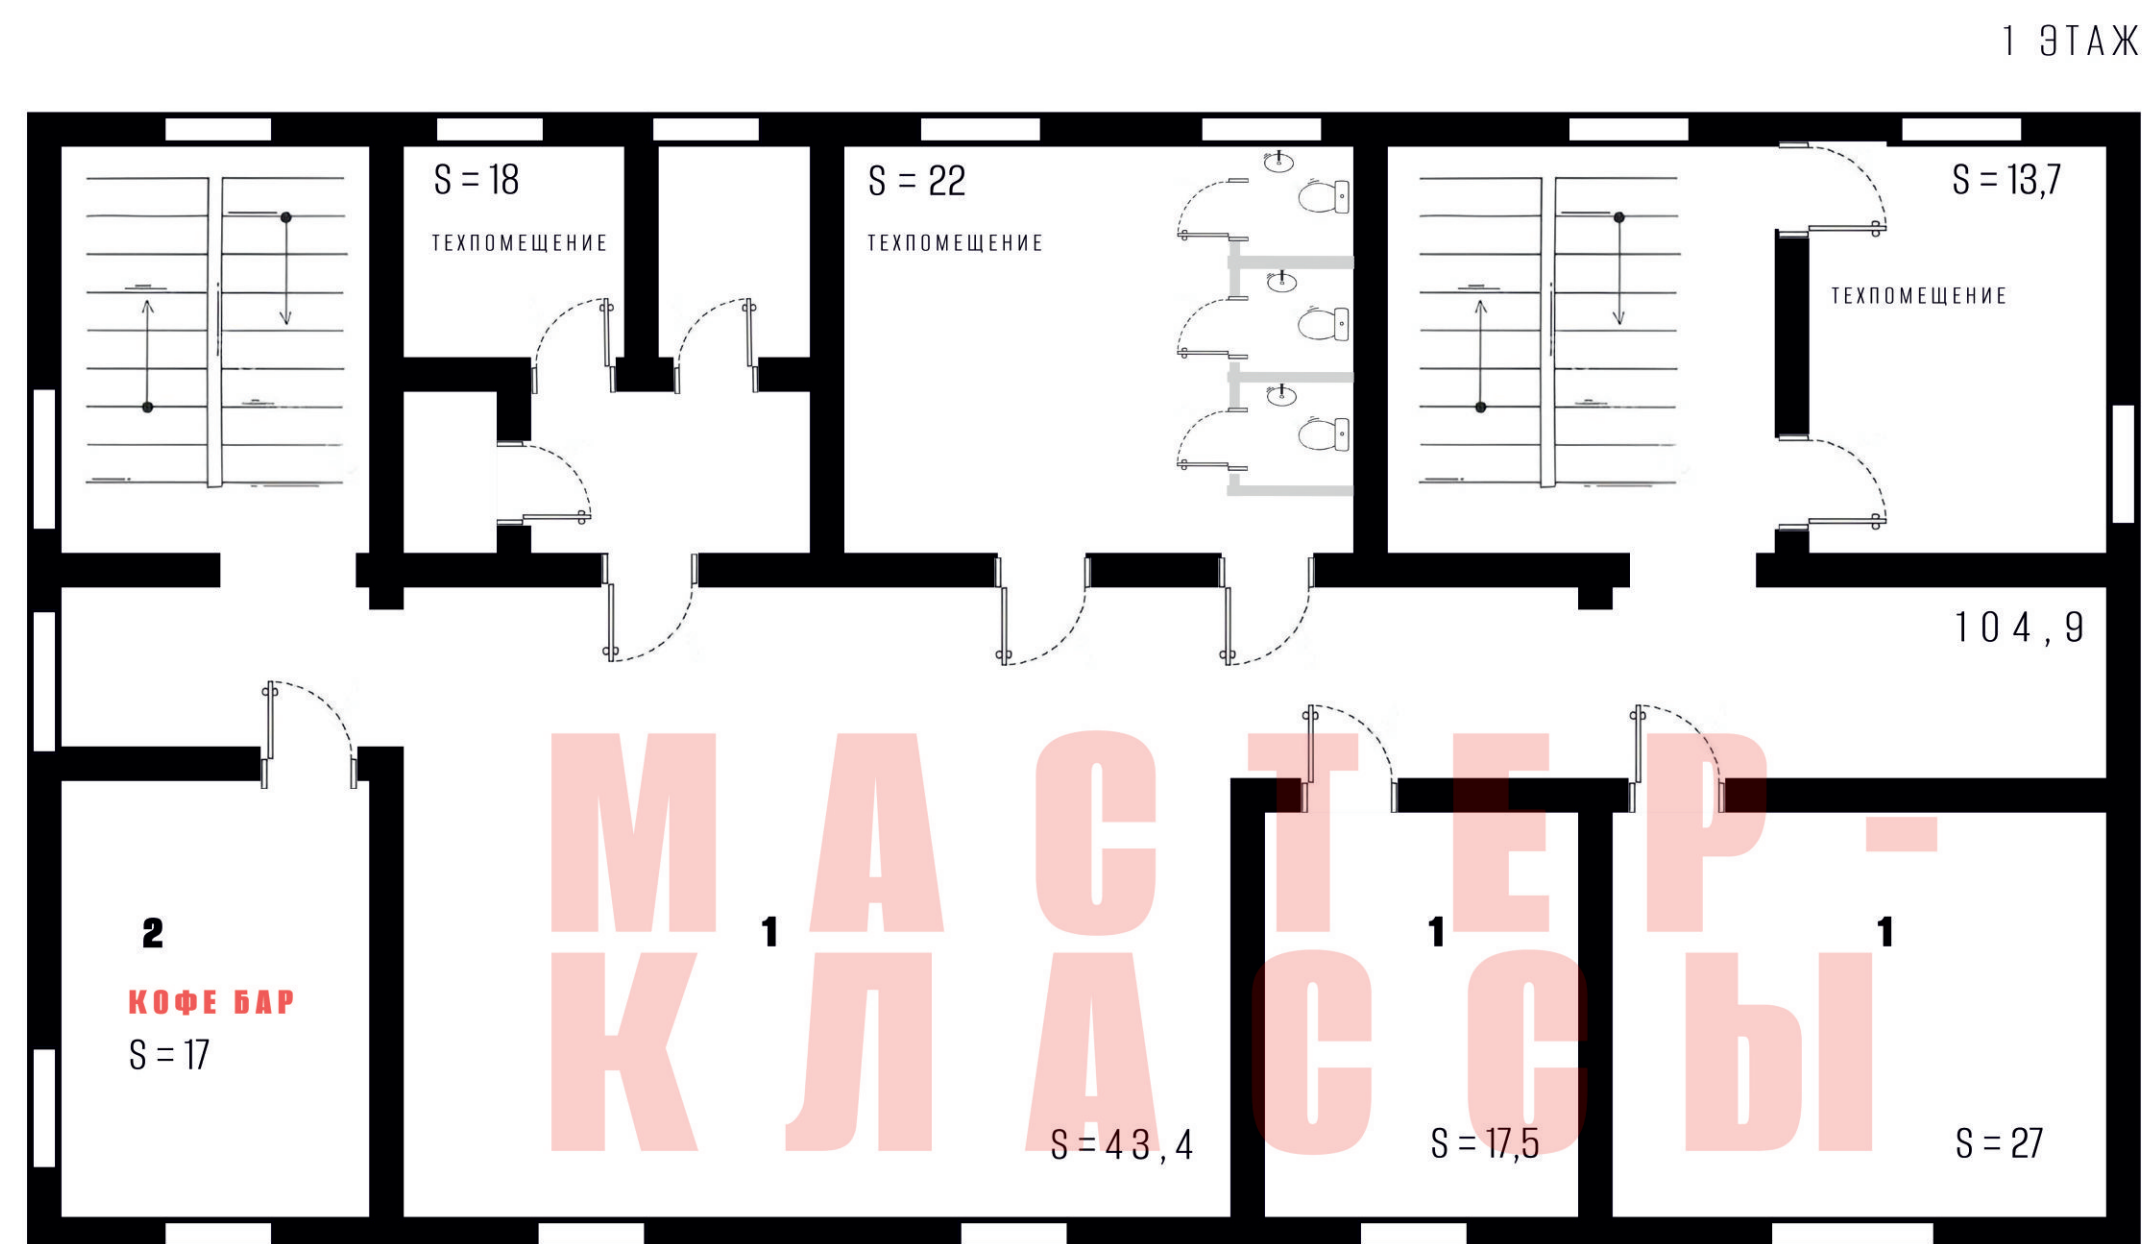 1 ЭТАЖ
S = 18
ТЕХПОМЕЩЕНИЕ
S = 22
ТЕХПОМЕЩЕНИЕ
S = 13,7
ТЕХПОМЕЩЕНИЕ
104,9
МАСТЕР-
КЛАССЫ
2
КОФЕ БАР
S = 17
1
S = 43,4
1
S = 17,5
1
S = 27